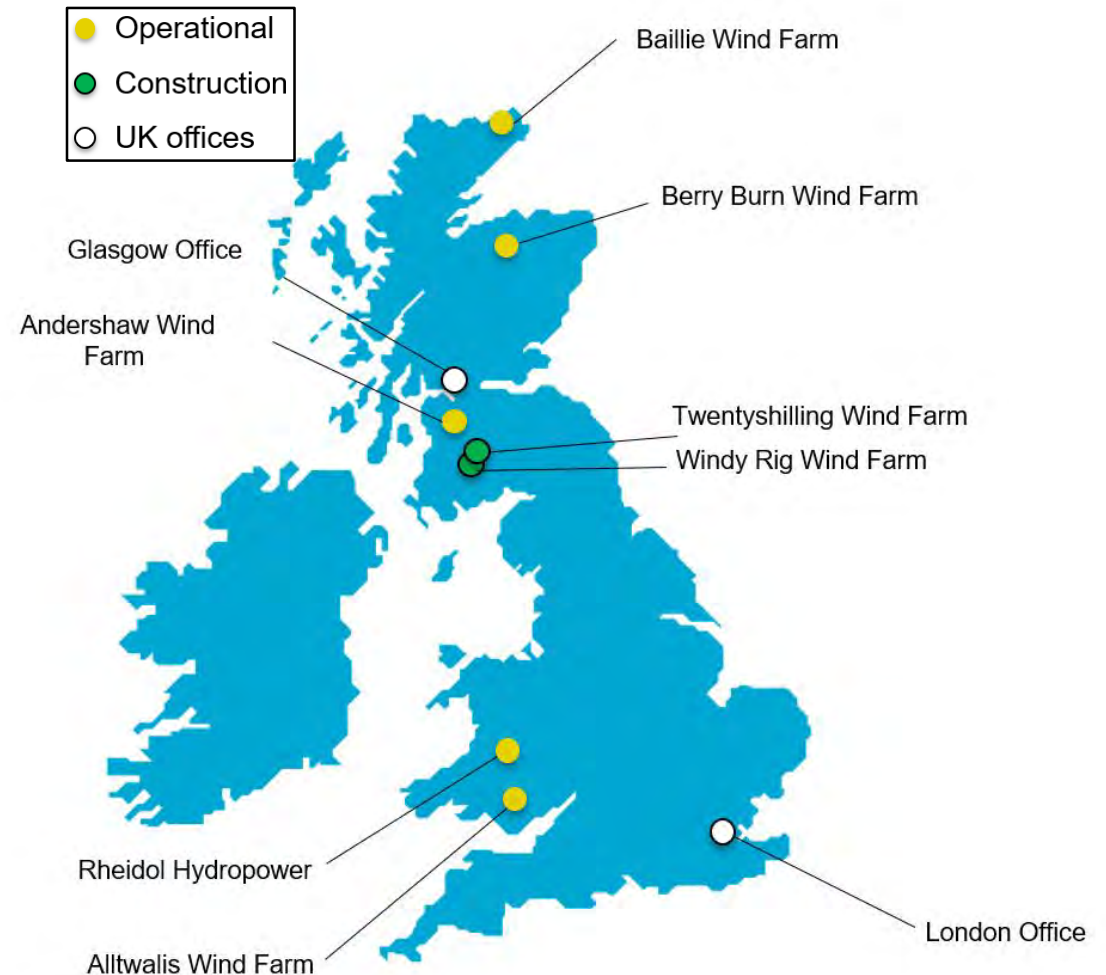 Operational
Construction
UK offices
Baillie Wind Farm
Berry Burn Wind Farm
Glasgow Office
Andershaw Wind
Farm
Twentyshilling Wind Farm
Windy Rig Wind Farm
Rheidol Hydropower
London Office
Alltwalis Wind Farm